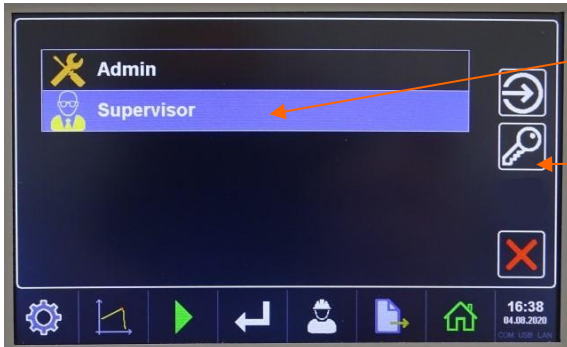 Admin
Supervisor
16:38
04.08.2020
COM USB LAN